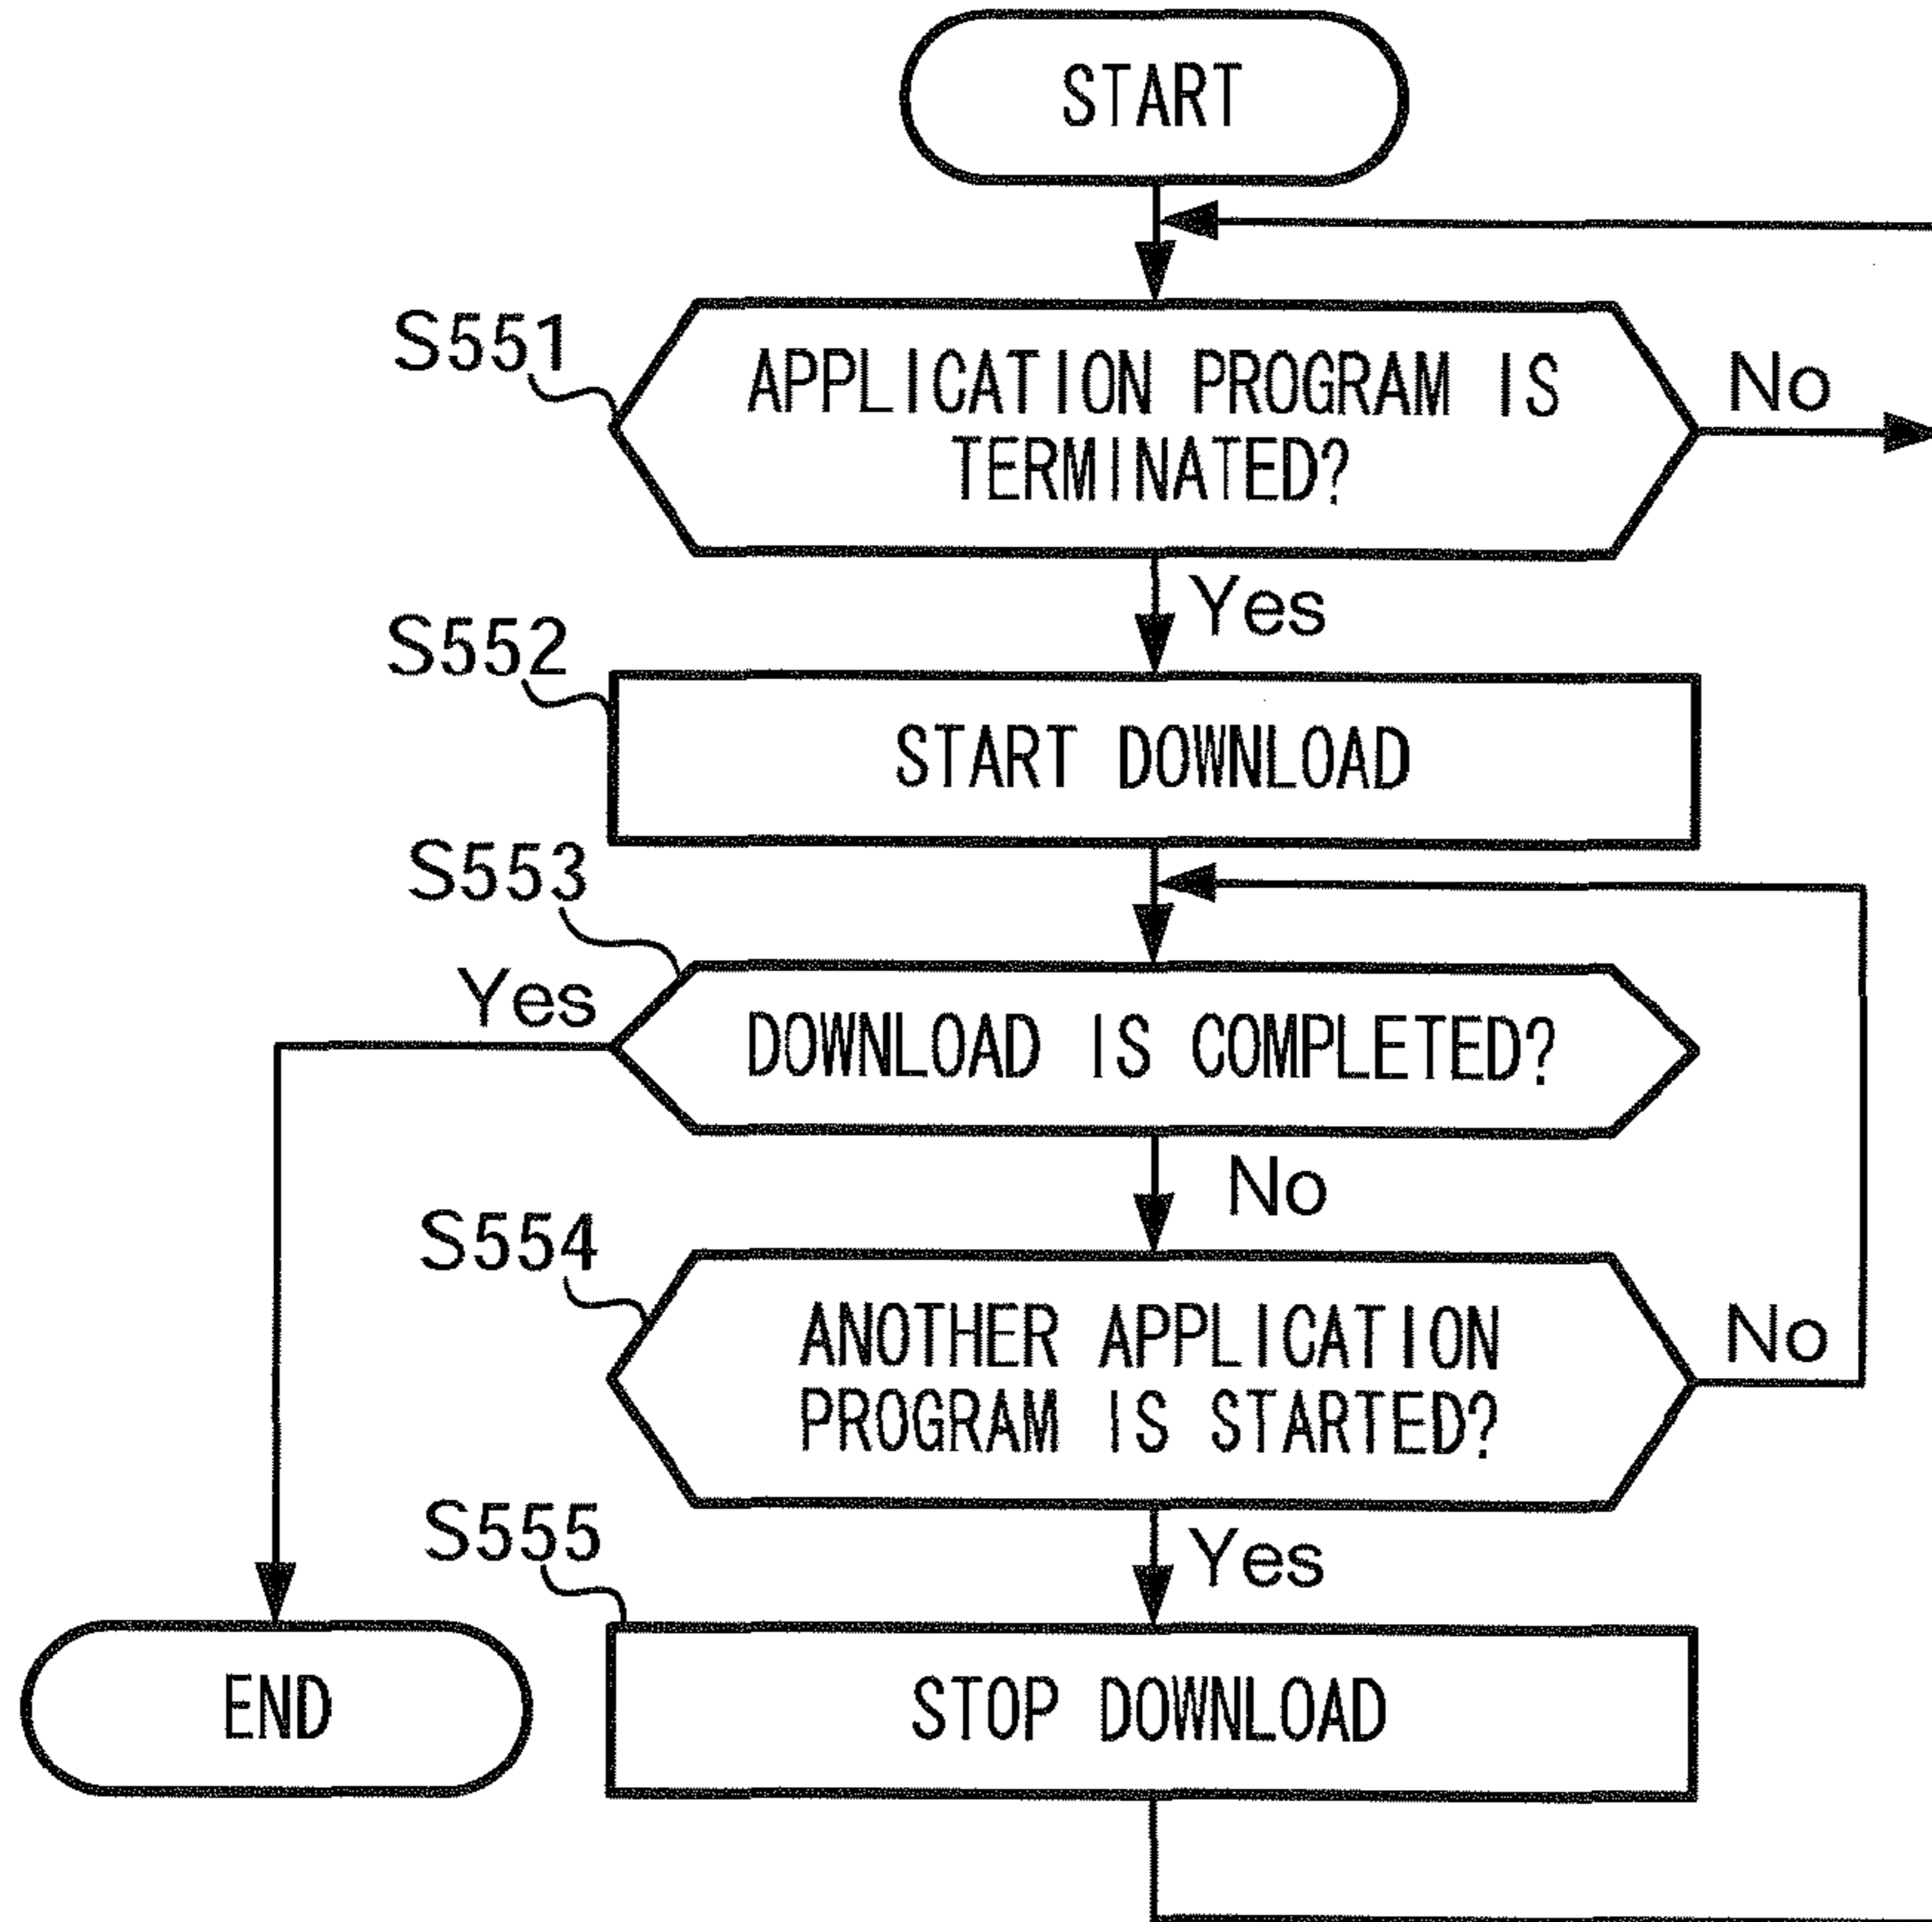 START
S551
APPLICATION PROGRAM IS
TERMINATED?
No
Yes
S552
START DOWNLOAD
S553
Yes
DOWNLOAD IS COMPLETED?
No
S554
ANOTHER APPLICATION
PROGRAM IS STARTED?
No
S555
Yes
END
STOP DOWNLOAD